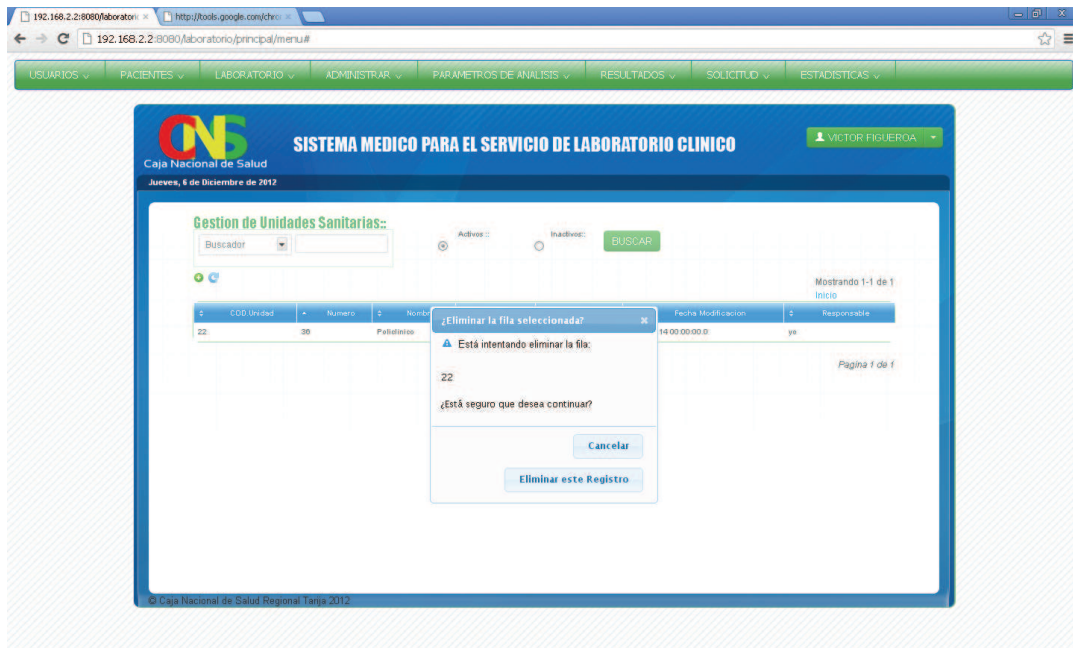 192.168.2.2:8080/laboratori
http://tools.google.com/chro
192.168.2.2:8080/laboratorio/principal/menu#
USUARIOS PACIENTES LABORATORIO ADMINISTRAR PARAMETROS DE ANALISIS RESULTADOS SOLICITUD ESTADISTICAS
CNS
Caja Nacional de Salud
SISTEMA MEDICO PARA EL SERVICIO DE LABORATORIO CLINICO
VICTOR FIGUEROA
Jueves, 6 de Diciembre de 2012
Gestion de Unidades Sanitarias::
Buscador Activos :: Inactivos:: BUSCAR
Mostrando 1-1 de 1
Inicio
COD.Unidad Numero Nombr Fecha Modificacion Responsable
22 36 Policlinico 14 00:00:00.0 yo
Pagina 1 de 1
¿Eliminar la fila seleccionada?
Está intentando eliminar la fila:
22
¿Está seguro que desea continuar?
Cancelar
Eliminar este Registro
© Caja Nacional de Salud Regional Tarija 2012